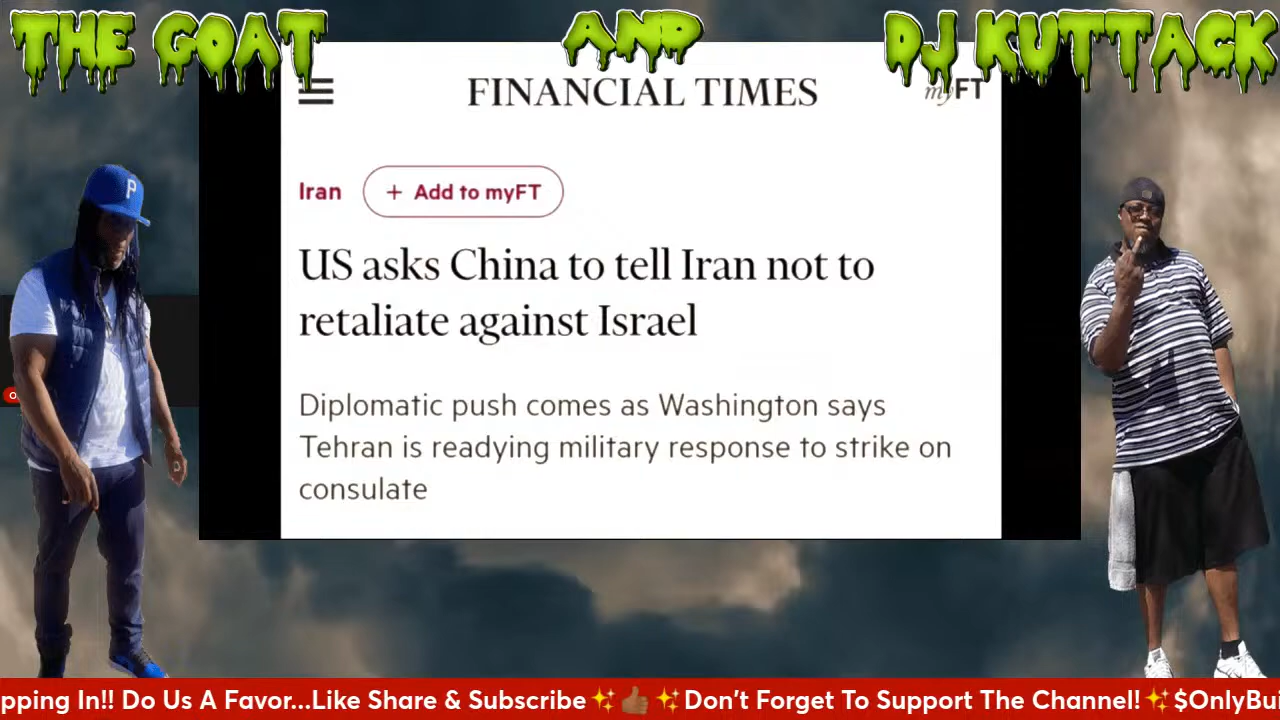 THE GOAT AND DJ KUTTACK
FINANCIAL TIMES
myFT
Iran
+ Add to myFT
US asks China to tell Iran not to
retaliate against Israel
Diplomatic push comes as Washington says
Tehran is readying military response to strike on
consulate
P
pping In!! Do Us A Favor...Like Share & Subscribe✨👍🏾✨Don't Forget To Support The Channel!✨$OnlyBui